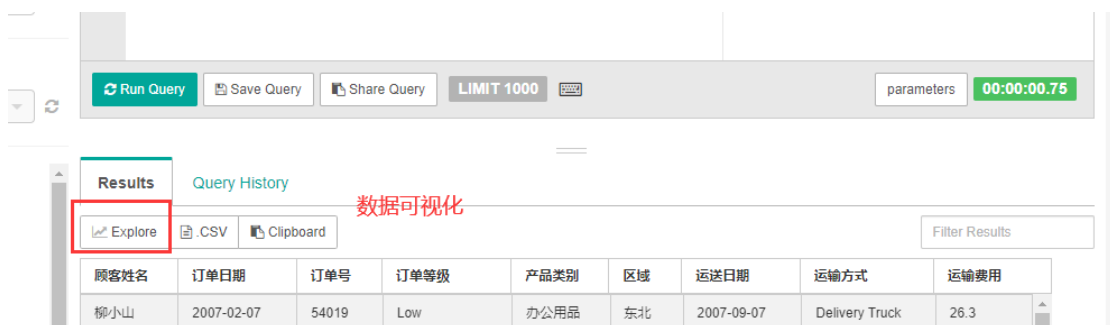 Run Query Save Query Share Query LIMIT 1000 parameters 00:00:00.75
Results Query History
数据可视化
Explore .CSV Clipboard Filter Results
顾客姓名 订单日期 订单号 订单等级 产品类别 区域 运送日期 运输方式 运输费用
柳小山 2007-02-07 54019 Low 办公用品 东北 2007-09-07 Delivery Truck 26.3